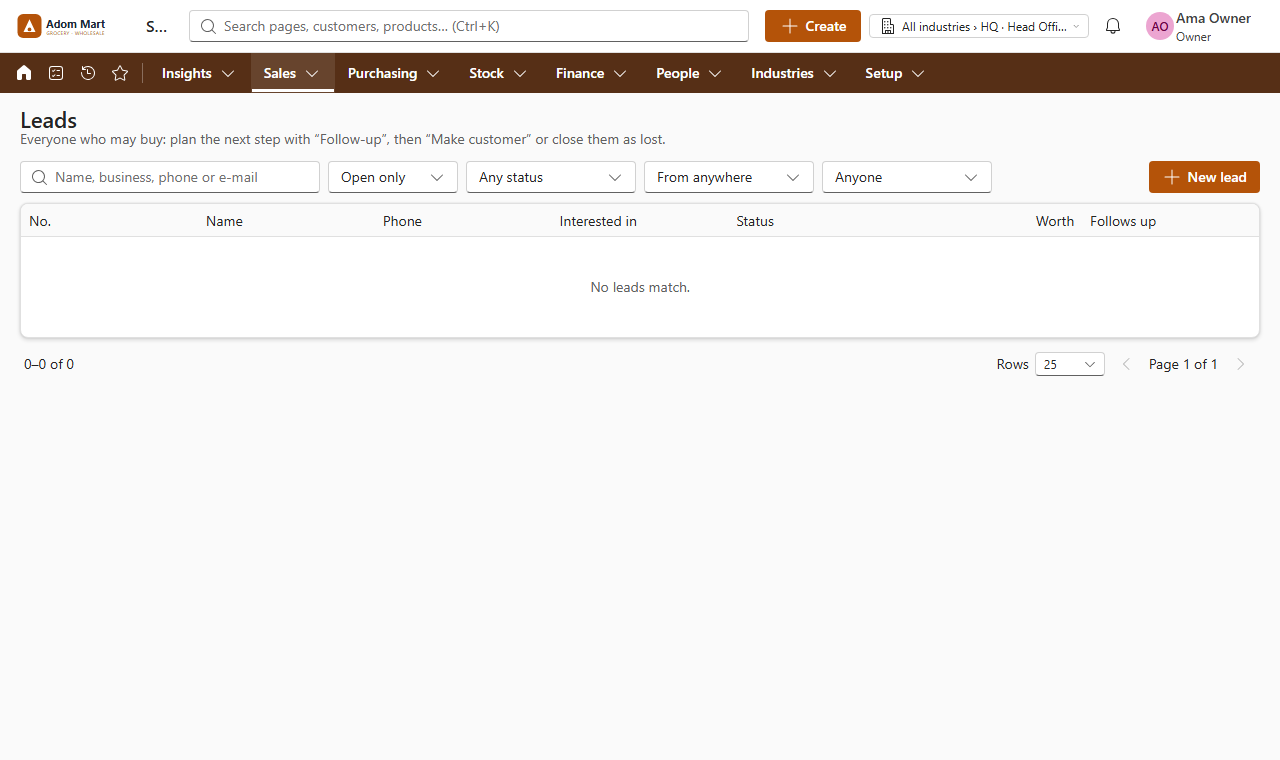 Adom Mart
GROCERY · WHOLESALE
S...
Search pages, customers, products... (Ctrl+K)
Create
All industries › HQ · Head Offi...
AO
Ama Owner
Owner
Insights
Sales
Purchasing
Stock
Finance
People
Industries
Setup
Leads
Everyone who may buy: plan the next step with “Follow-up”, then “Make customer” or close them as lost.
Name, business, phone or e-mail
Open only
Any status
From anywhere
Anyone
New lead
No.
Name
Phone
Interested in
Status
Worth
Follows up
No leads match.
0–0 of 0
Rows
25
Page 1 of 1